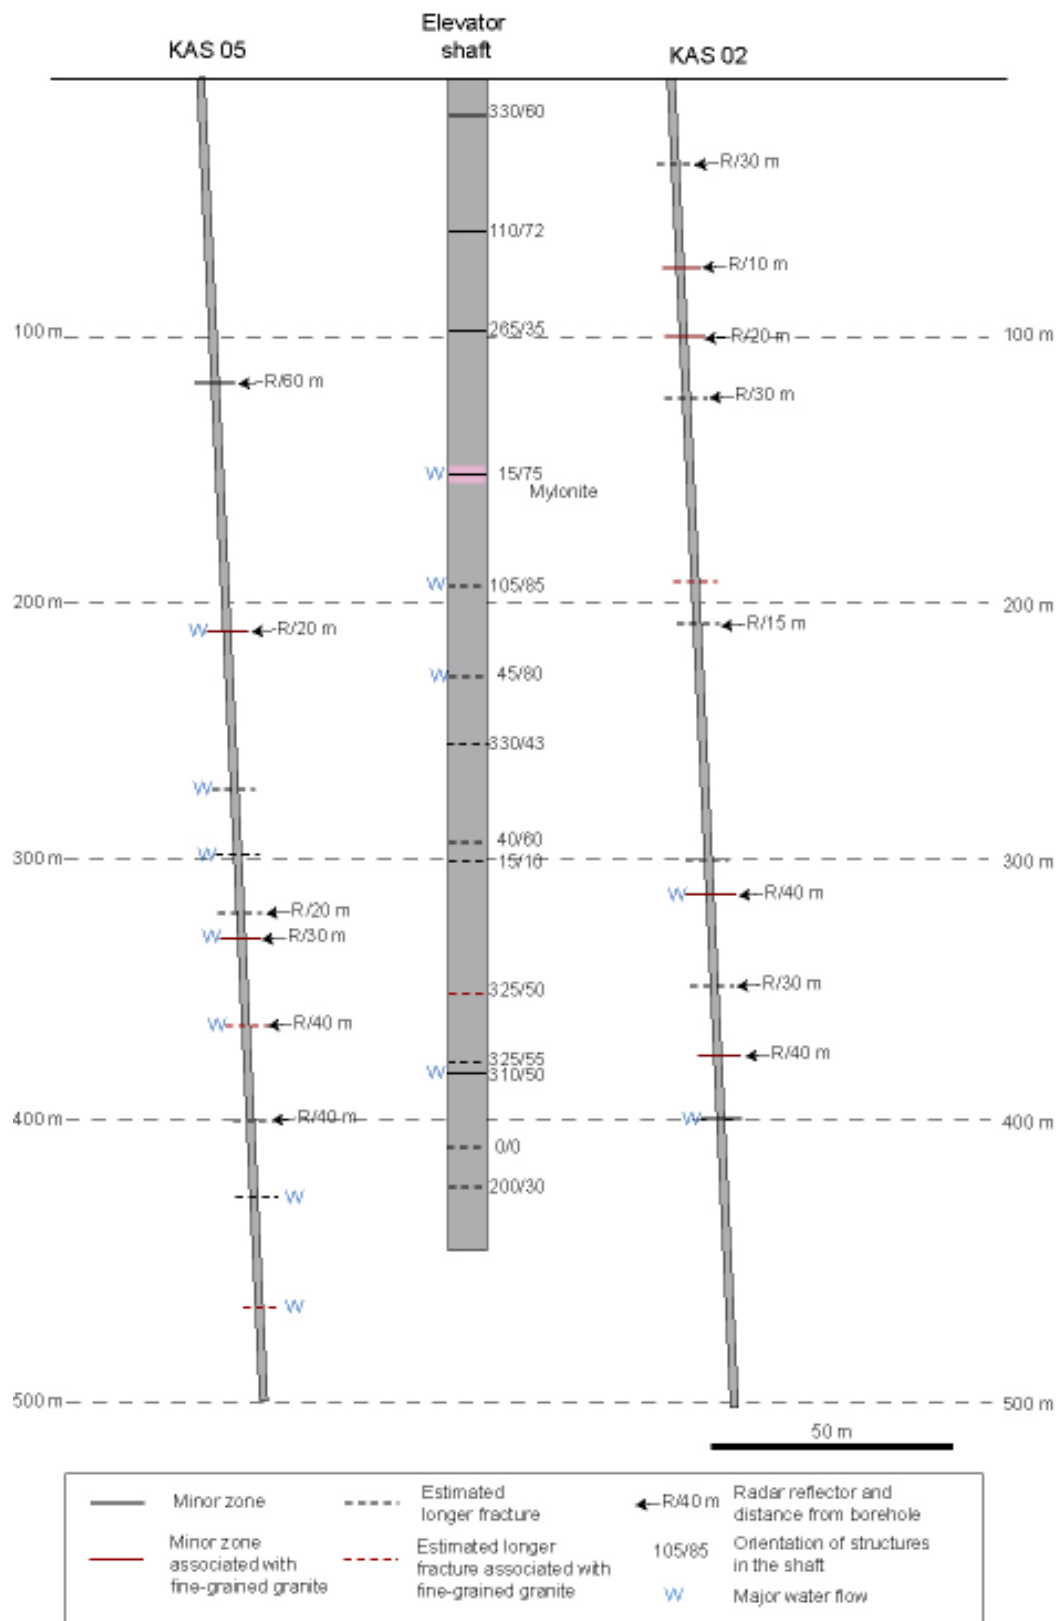 Elevator
shaft
KAS 05
KAS 02
330/60
R/30 m
110/72
R/10 m
100 m
265/35
R/20 m
100 m
R/60 m
R/30 m
W
15/75
Mylonite
W
105/85
200 m
200 m
W
R/20 m
R/15 m
W
45/80
330/43
W
40/60
W
300 m
15/10
300 m
W
R/40 m
R/20 m
W
R/30 m
325/50
R/30 m
W
R/40 m
325/55
W
310/50
R/40 m
400 m
R/40 m
W
400 m
0/0
200/30
W
W
500 m
500 m
50 m
Minor zone
Estimated
longer fracture
R/40 m
Radar reflector and
distance from borehole
Minor zone
associated with
fine-grained granite
Estimated longer
fracture associated with
fine-grained granite
105/85
Orientation of structures
in the shaft
W
Major water flow